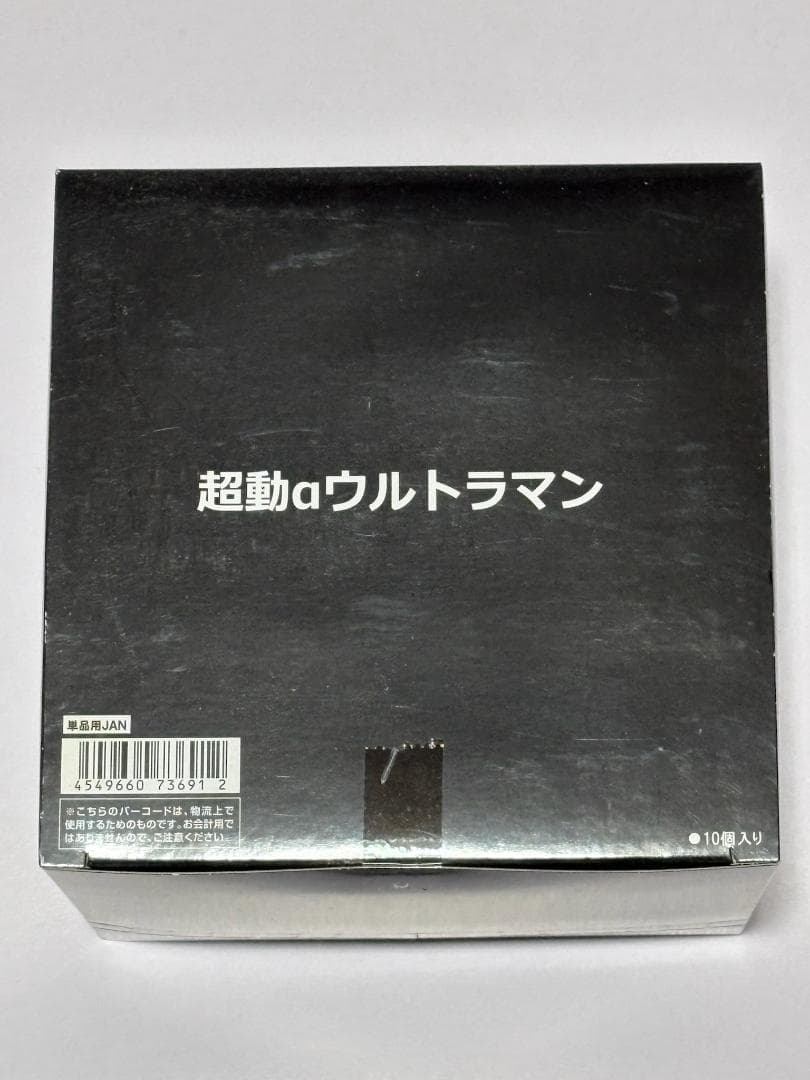 超動αウルトラマン
単品用JAN
4549660 73691 2
※こちらのバーコードは、物流上で
使用するためのものです。お会計用で
はありませんので、ご注意ください。
●10個入り